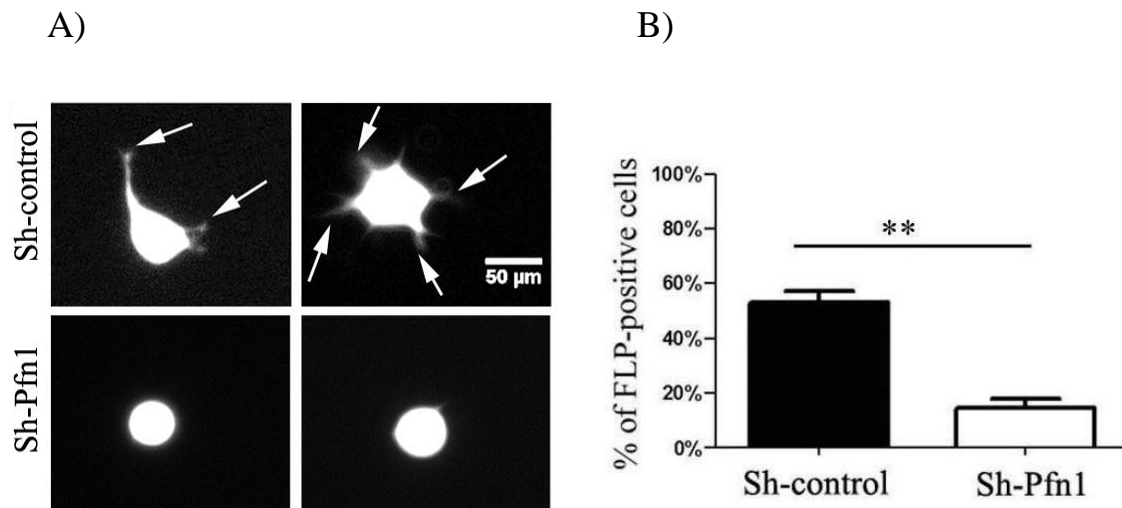 A)
B)
Sh-control
50 μm
Sh-Pfn1
% of FLP-positive cells
100%
80%
60%
40%
20%
0%
**
Sh-control
Sh-Pfn1